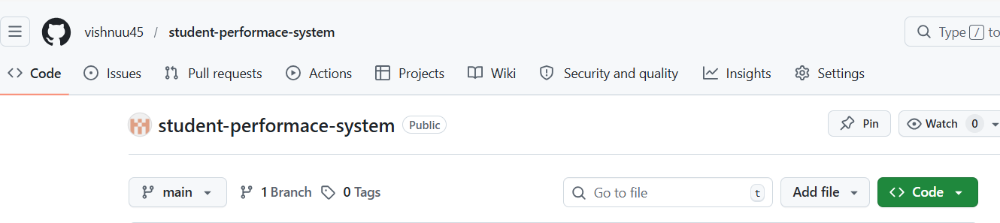 vishnuu45 / student-performace-system
Type / to
Code Issues Pull requests Actions Projects Wiki Security and quality Insights Settings
student-performace-system Public
Pin Watch 0
main 1 Branch 0 Tags
Go to file t Add file Code